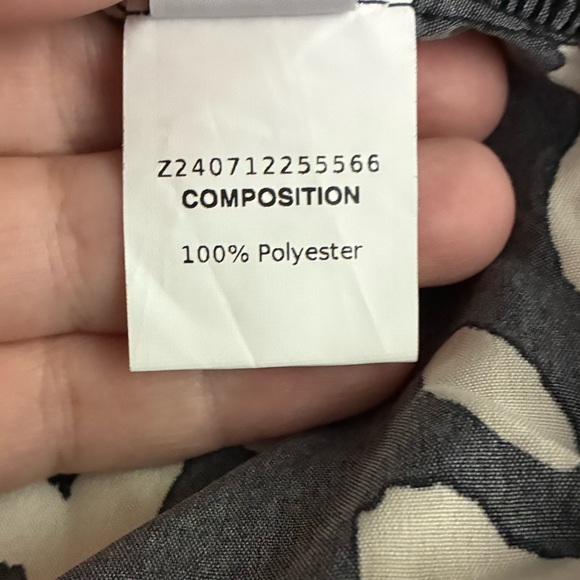 Z240712255566
COMPOSITION
100% Polyester